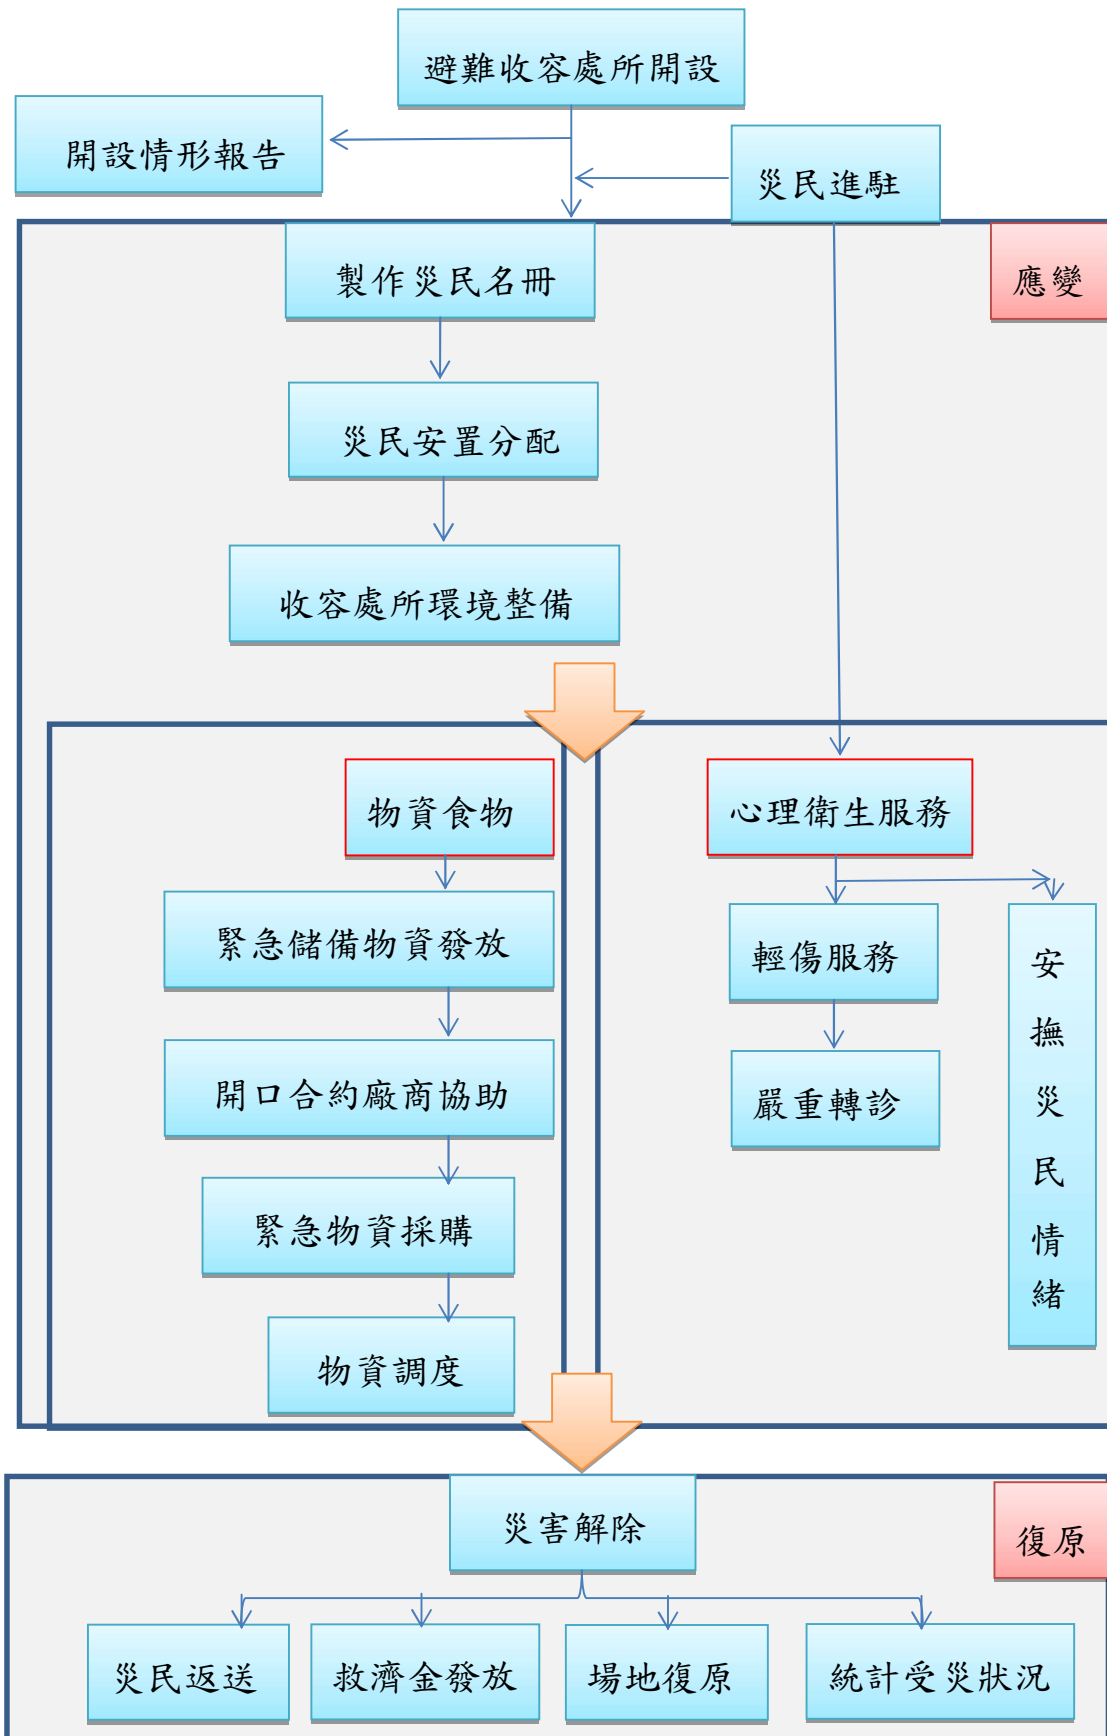 避難收容處所開設
開設情形報告
災民進駐
應變
製作災民名冊
災民安置分配
收容處所環境整備
物資食物
心理衛生服務
緊急儲備物資發放
開口合約廠商協助
緊急物資採購
物資調度
輕傷服務
嚴重轉診
安撫災民情緒
災害解除
復原
災民返送
救濟金發放
場地復原
統計受災狀況